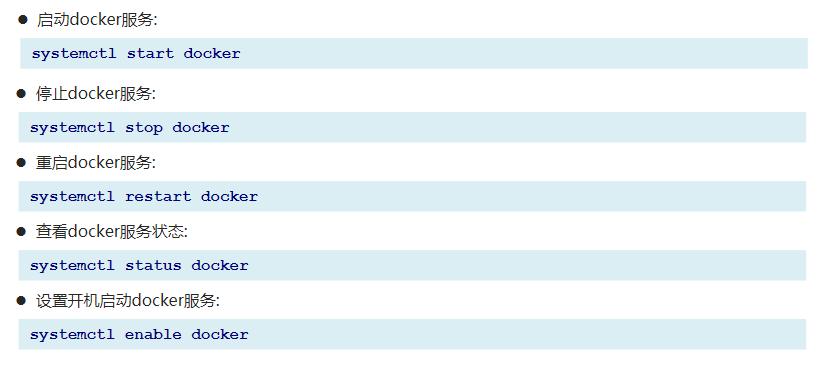 ● 启动docker服务:
systemctl start docker
● 停止docker服务:
systemctl stop docker
● 重启docker服务:
systemctl restart docker
● 查看docker服务状态:
systemctl status docker
● 设置开机启动docker服务:
systemctl enable docker